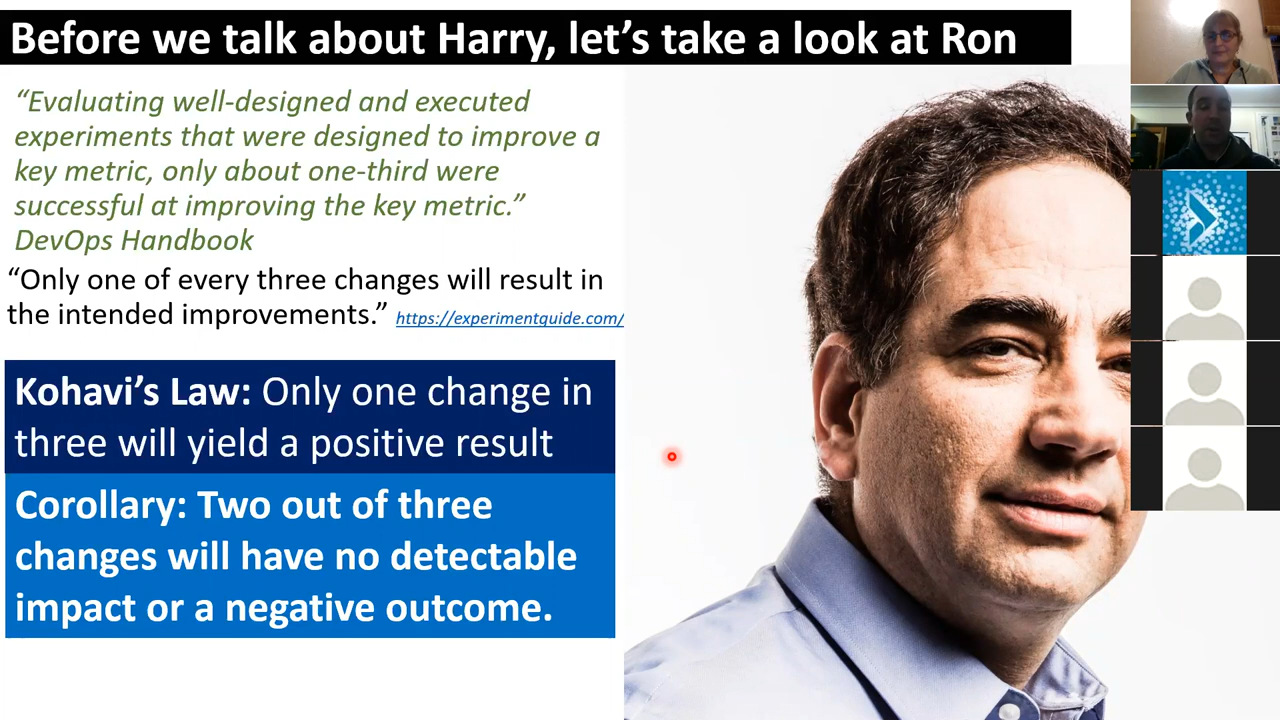 Before we talk about Harry, let’s take a look at Ron
“Evaluating well-designed and executed
experiments that were designed to improve a
key metric, only about one-third were
successful at improving the key metric.”
DevOps Handbook
“Only one of every three changes will result in
the intended improvements.” https://experimentguide.com/
Kohavi’s Law: Only one change in
three will yield a positive result
Corollary: Two out of three
changes will have no detectable
impact or a negative outcome.